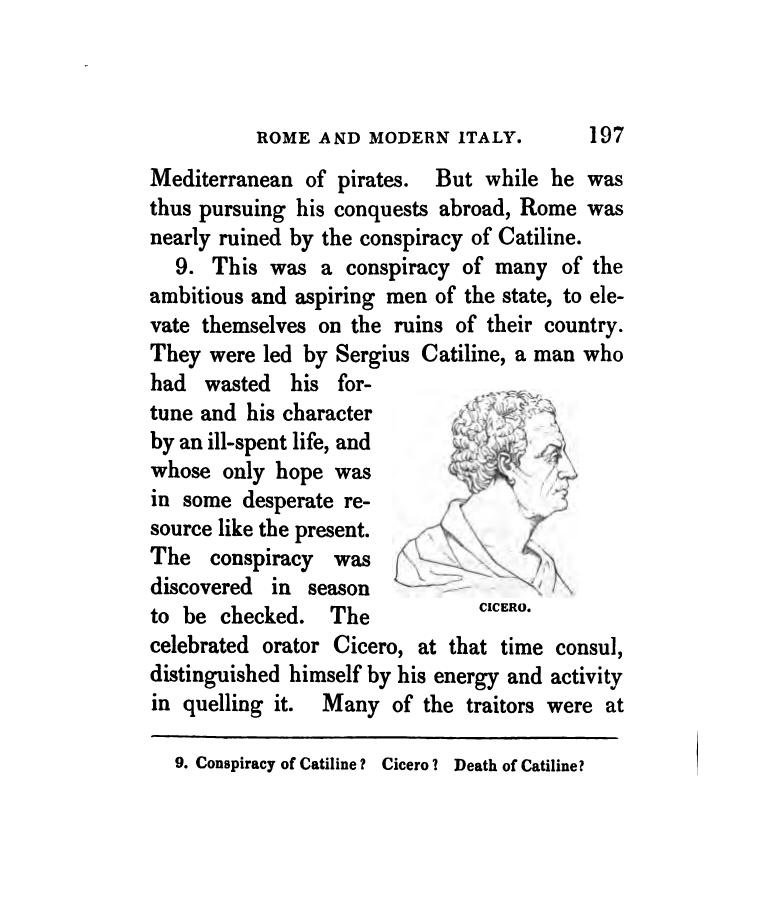 ROME AND MODERN ITALY. 197
Mediterranean of pirates. But while he was
thus pursuing his conquests abroad, Rome was
nearly ruined by the conspiracy of Catiline.
9. This was a conspiracy of many of the
ambitious and aspiring men of the state, to ele-
vate themselves on the ruins of their country.
They were led by Sergius Catiline, a man who
had wasted his for-
tune and his character
by an ill-spent life, and
whose only hope was
in some desperate re-
source like the present.
The conspiracy was
discovered in season
to be checked. The
CICERO.
celebrated orator Cicero, at that time consul,
distinguished himself by his energy and activity
in quelling it. Many of the traitors were at
9. Conspiracy of Catiline? Cicero? Death of Catiline?